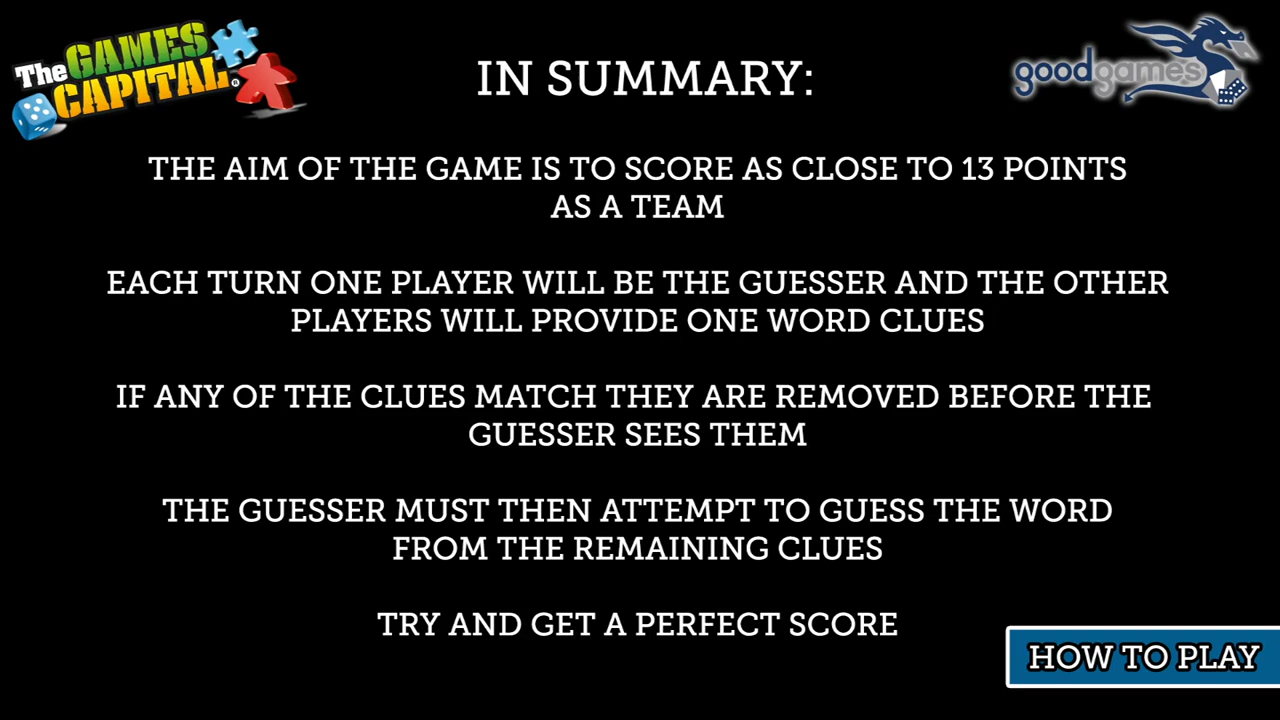 The GAMES CAPITAL®
IN SUMMARY:
goodgames
THE AIM OF THE GAME IS TO SCORE AS CLOSE TO 13 POINTS
AS A TEAM
EACH TURN ONE PLAYER WILL BE THE GUESSER AND THE OTHER
PLAYERS WILL PROVIDE ONE WORD CLUES
IF ANY OF THE CLUES MATCH THEY ARE REMOVED BEFORE THE
GUESSER SEES THEM
THE GUESSER MUST THEN ATTEMPT TO GUESS THE WORD
FROM THE REMAINING CLUES
TRY AND GET A PERFECT SCORE
HOW TO PLAY